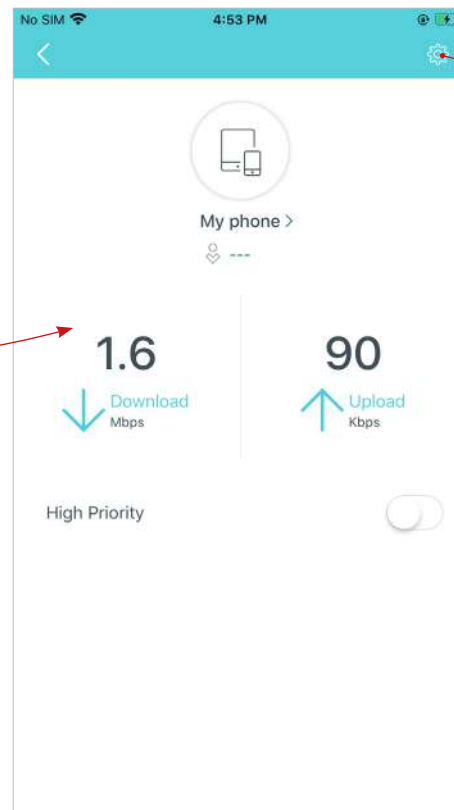 No SIM 4:53 PM
My phone >
---
1.6 90
Download Upload
Mbps Kbps
High Priority